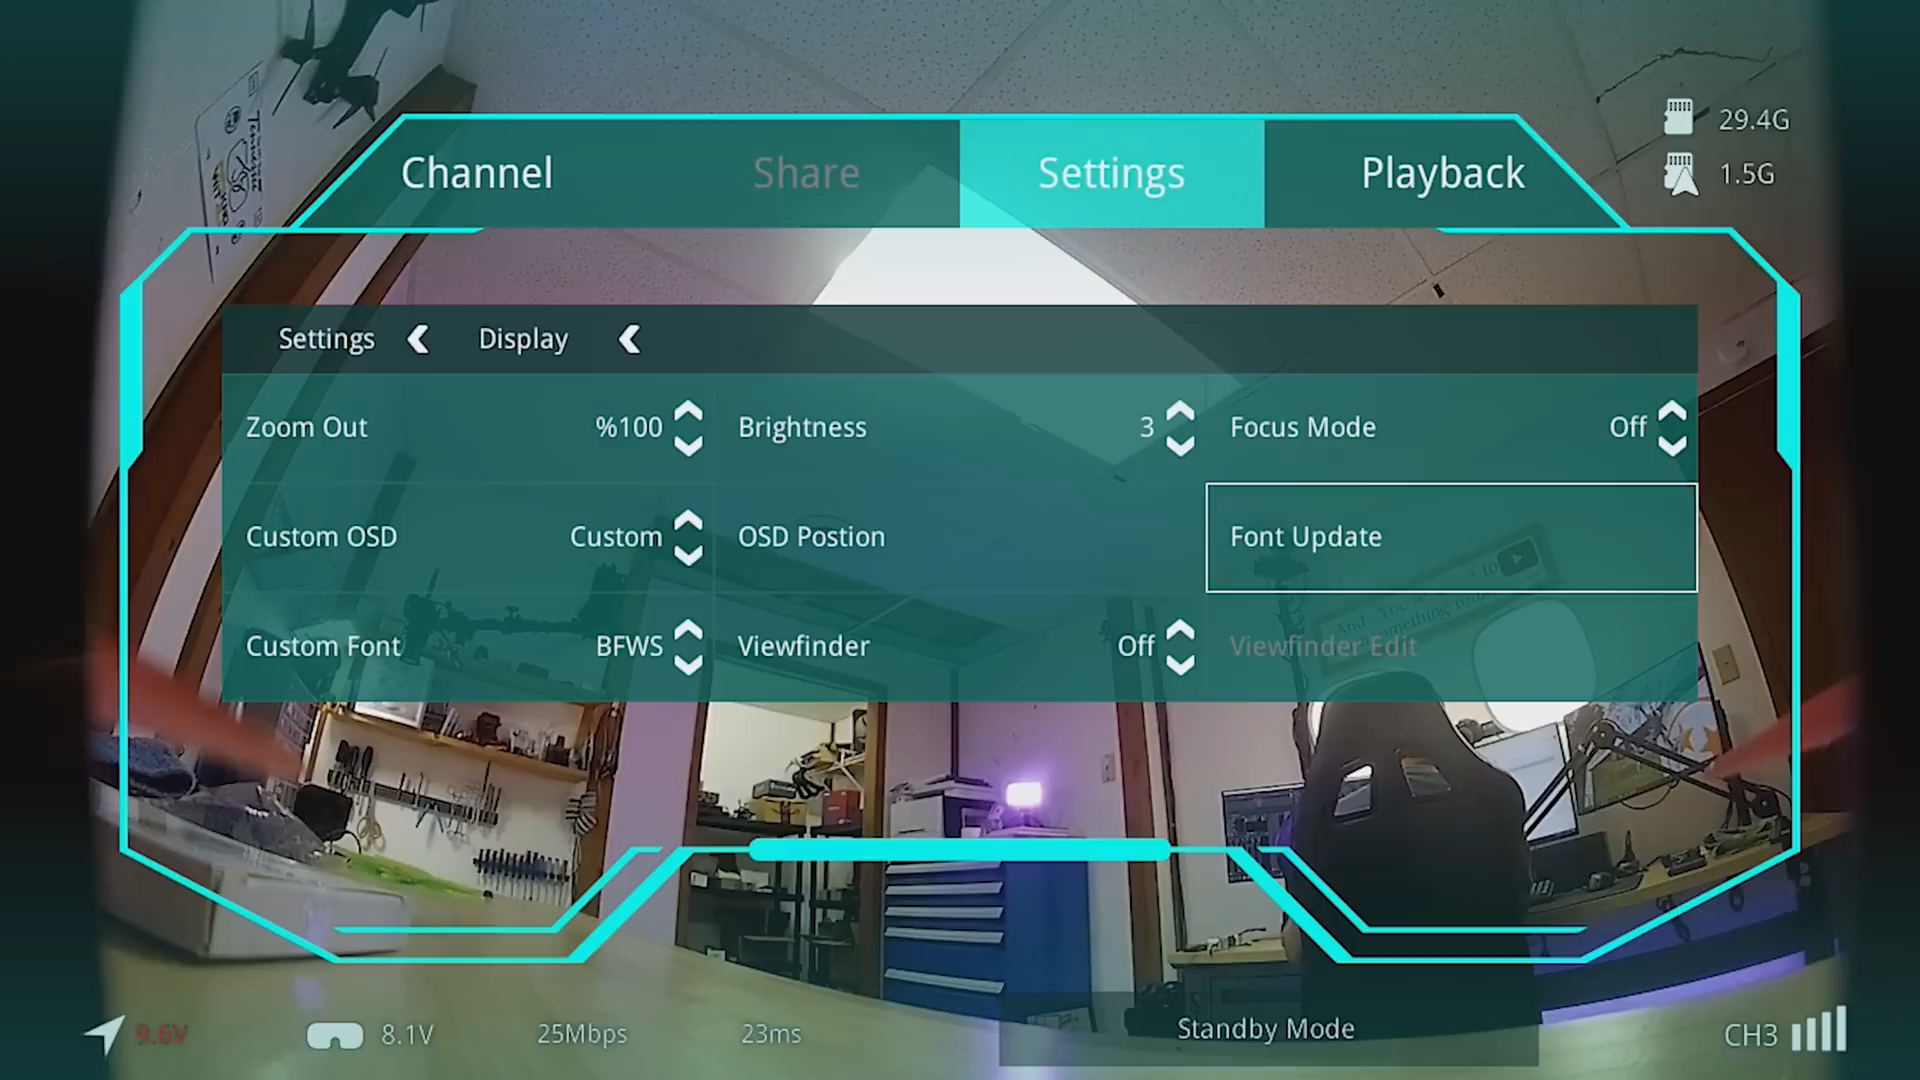 29.4G
Channel Share Settings Playback
1.5G
Settings Display
Zoom Out %100 Brightness 3 Focus Mode Off
Custom OSD Custom OSD Postion Font Update
Custom Font BFWS Viewfinder Off Viewfinder Edit
9.6V 8.1V 25Mbps 23ms Standby Mode CH3